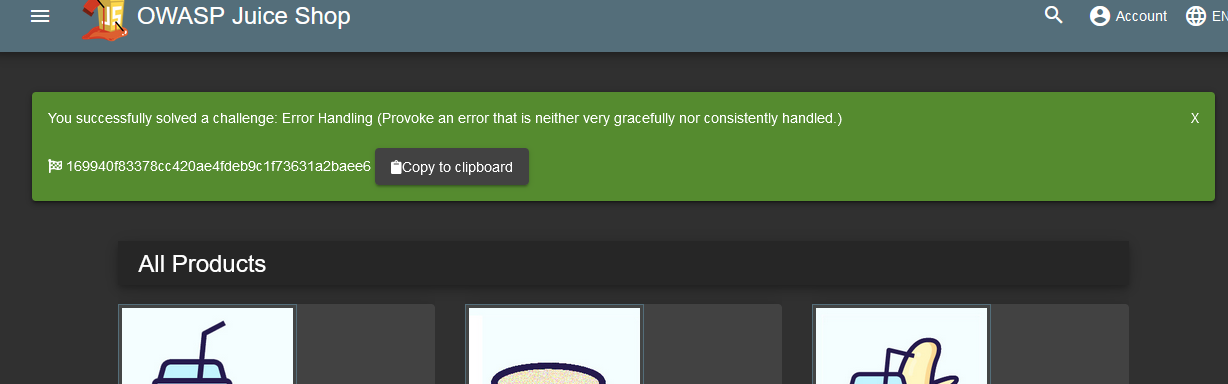 OWASP Juice Shop
Account
EN
You successfully solved a challenge: Error Handling (Provoke an error that is neither very gracefully nor consistently handled.)
X
169940f83378cc420ae4fdeb9c1f73631a2baee6
Copy to clipboard
All Products